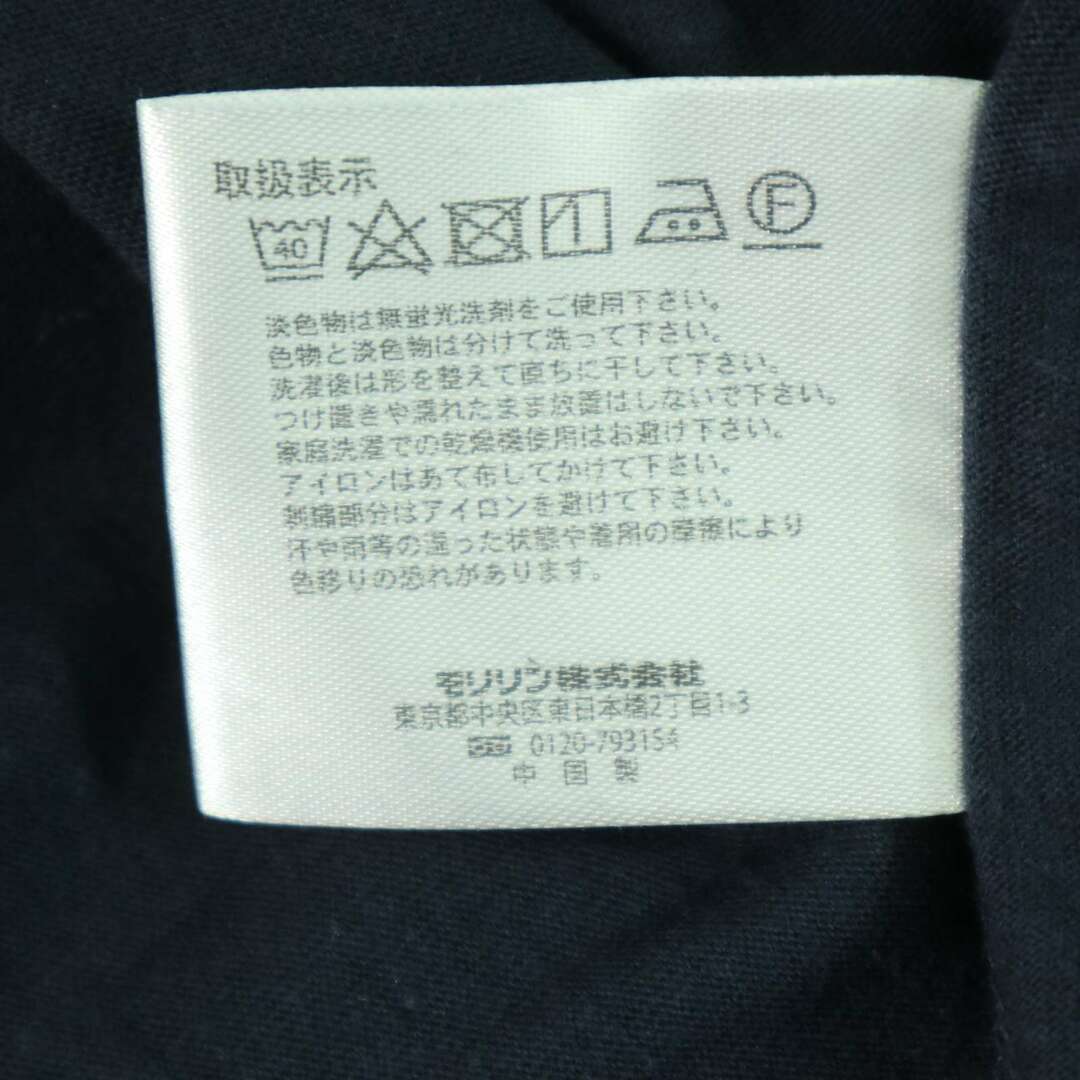 取扱表示
40 F
淡色物は無蛍光洗剤をご使用下さい。
色物と淡色物は分けて洗って下さい。
洗濯後は形を整えて直ちに干して下さい。
つけ置きや濡れたまま放置はしないで下さい。
家庭洗濯での乾燥機使用はお避け下さい。
アイロンはあて布してかけて下さい。
刺繍部分はアイロンを避けて下さい。
汗や雨等の湿った状態や着用の摩擦により
色移りの恐れがあります。
モリリン株式会社
東京都中央区東日本橋2丁目1-3
0120-793154
中国製